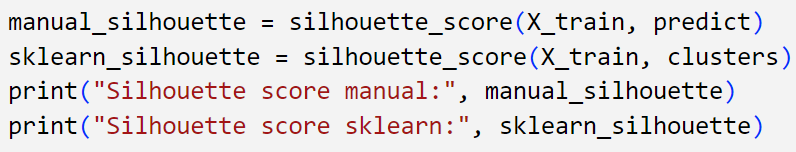 manual_silhouette = silhouette_score(X_train, predict)
sklearn_silhouette = silhouette_score(X_train, clusters)
print("Silhouette score manual:", manual_silhouette)
print("Silhouette score sklearn:", sklearn_silhouette)